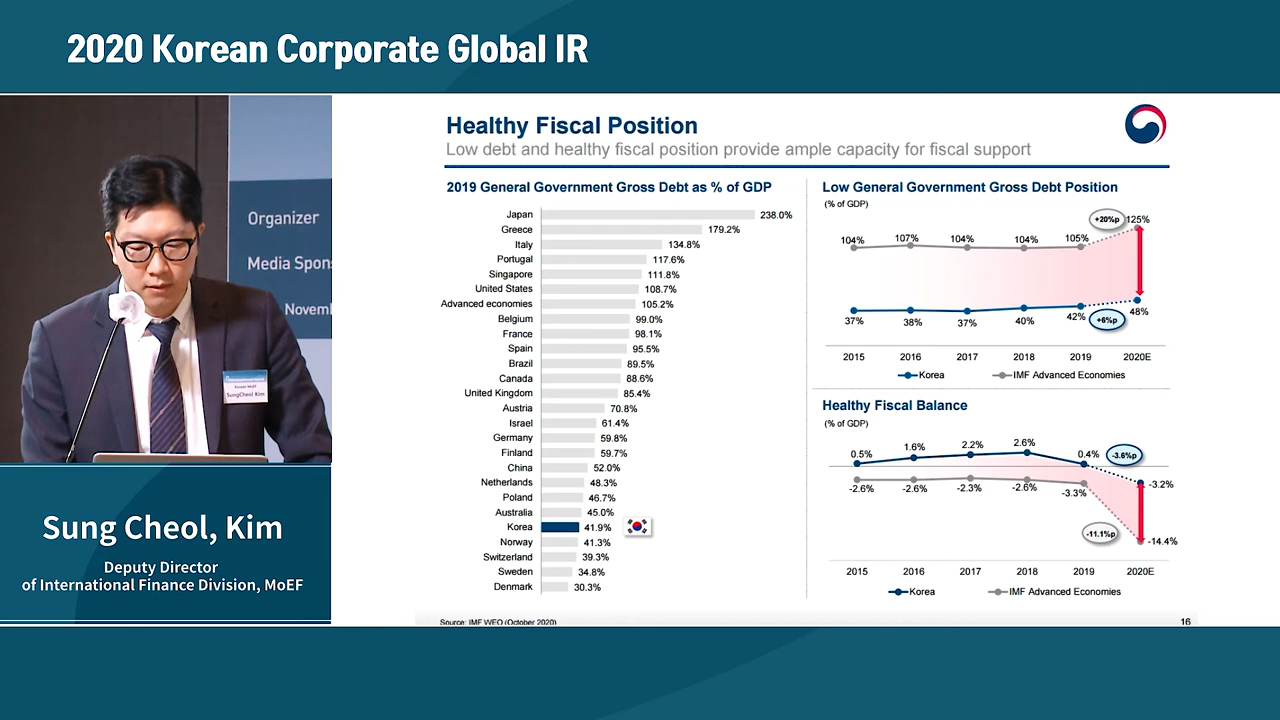 2020 Korean Corporate Global IR
Organizer
Media Spons
Novem
Korean MoEF
SungCheol Kim
Sung Cheol, Kim
Deputy Director
of International Finance Division, MoEF
Healthy Fiscal Position
Low debt and healthy fiscal position provide ample capacity for fiscal support
2019 General Government Gross Debt as % of GDP
Japan 238.0%
Greece 179.2%
Italy 134.8%
Portugal 117.6%
Singapore 111.8%
United States 108.7%
Advanced economies 105.2%
Belgium 99.0%
France 98.1%
Spain 95.5%
Brazil 89.5%
Canada 88.6%
United Kingdom 85.4%
Austria 70.8%
Israel 61.4%
Germany 59.8%
Finland 59.7%
China 52.0%
Netherlands 48.3%
Poland 46.7%
Australia 45.0%
Korea 41.9%
Norway 41.3%
Switzerland 39.3%
Sweden 34.8%
Denmark 30.3%
Low General Government Gross Debt Position
(% of GDP)
+20%p 125%
104% 107% 104% 104% 105%
37% 38% 37% 40% 42% +6%p 48%
2015 2016 2017 2018 2019 2020E
Korea IMF Advanced Economies
Healthy Fiscal Balance
(% of GDP)
0.5% 1.6% 2.2% 2.6% 0.4% -3.6%p
-3.2%
-2.6% -2.6% -2.3% -2.6% -3.3%
-11.1%p -14.4%
2015 2016 2017 2018 2019 2020E
Korea IMF Advanced Economies
Source: IMF WEO (October 2020)
16